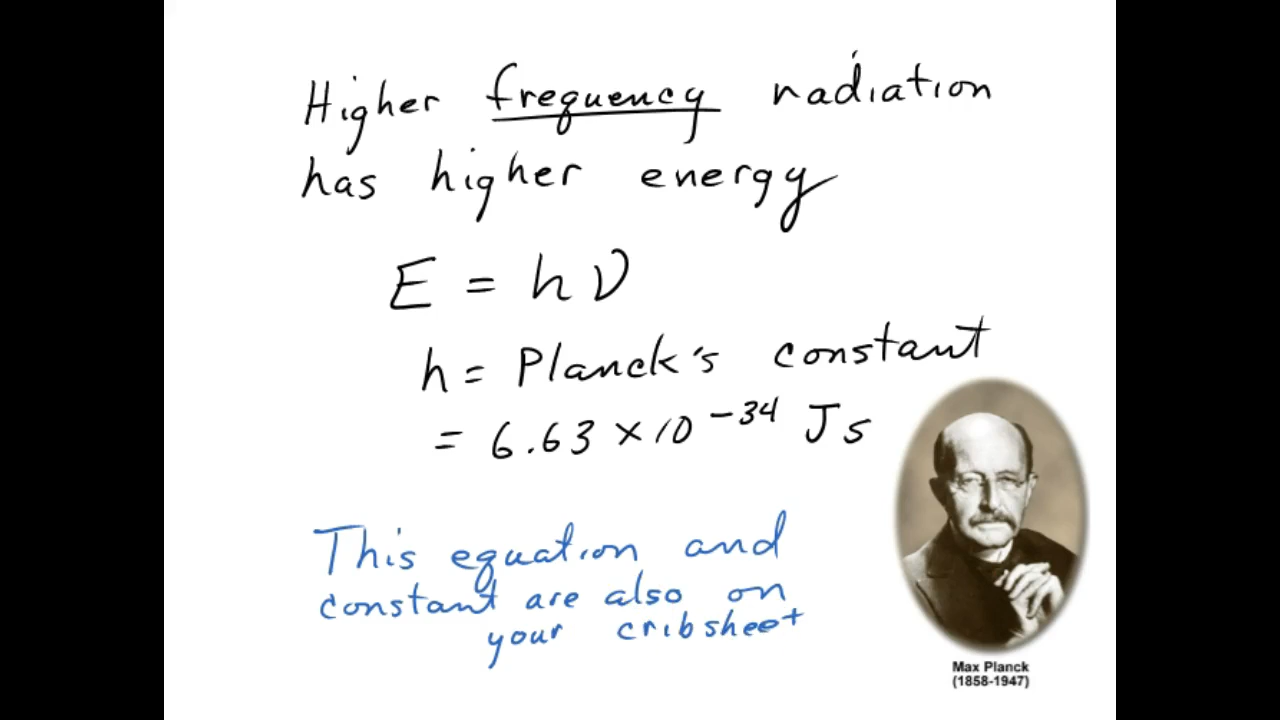 Higher frequency radiation
has higher energy
E = hν
h = Planck's constant
= 6.63 × 10⁻³⁴ Js
This equation and
constant are also on
your cribsheet
Max Planck
(1858-1947)